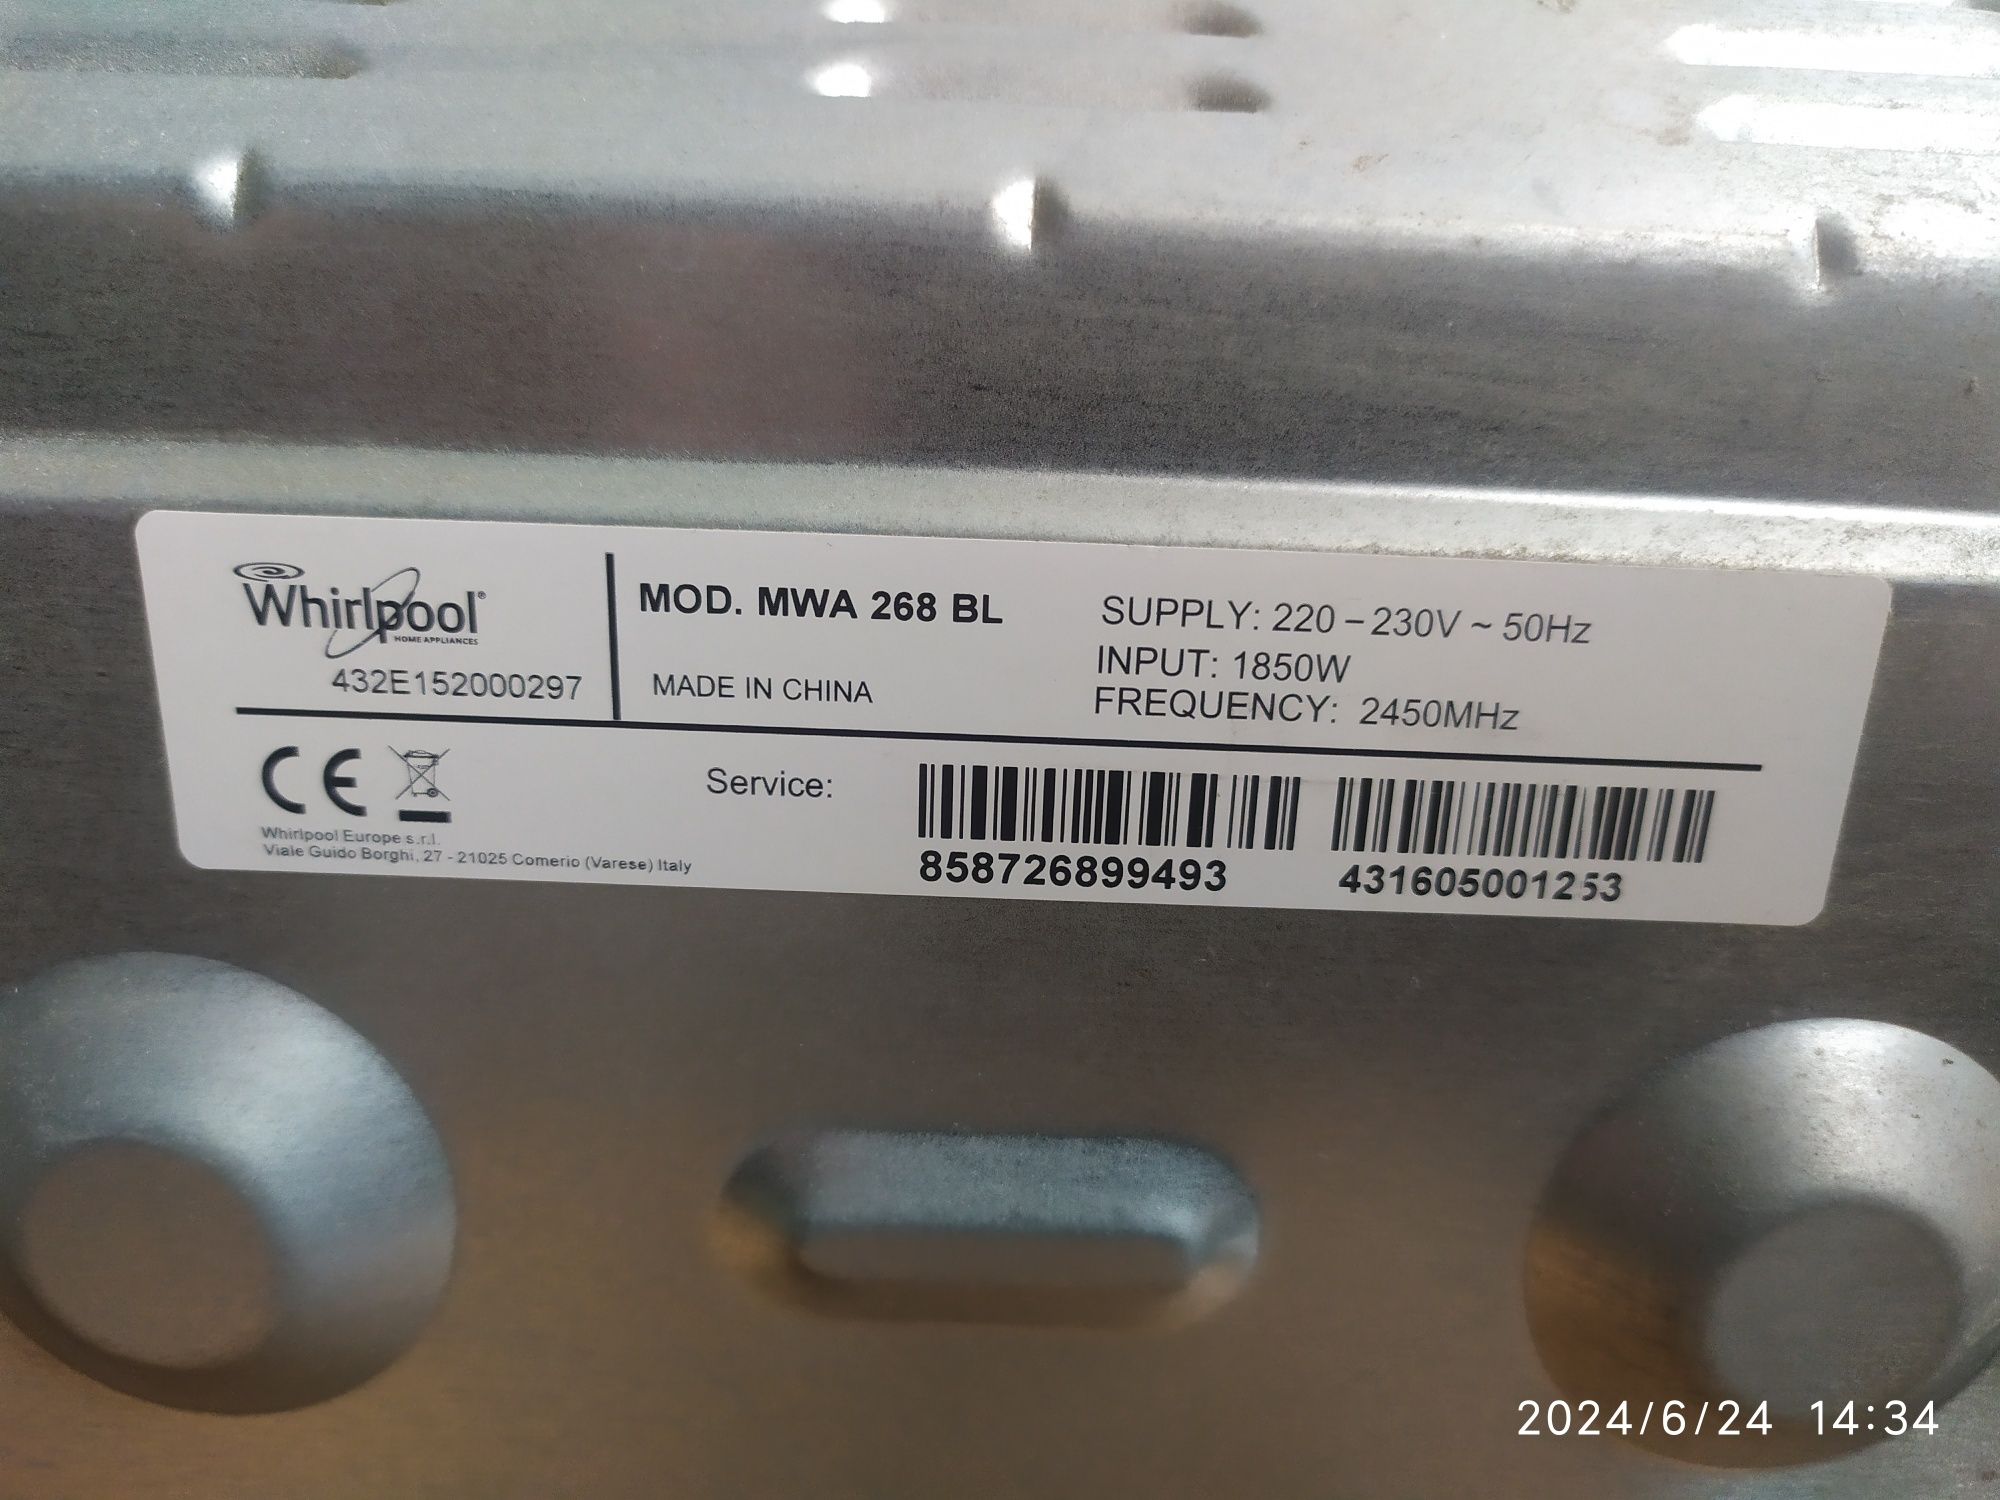 Whirlpool®
HOME APPLIANCES
432E152000297
MOD. MWA 268 BL
MADE IN CHINA
SUPPLY: 220 – 230V ~ 50Hz
INPUT: 1850W
FREQUENCY: 2450MHz
CE
Whirlpool Europe s.r.l.
Viale Guido Borghi, 27 - 21025 Comerio (Varese) Italy
Service:
858726899493
431605001253
2024/6/24 14:34